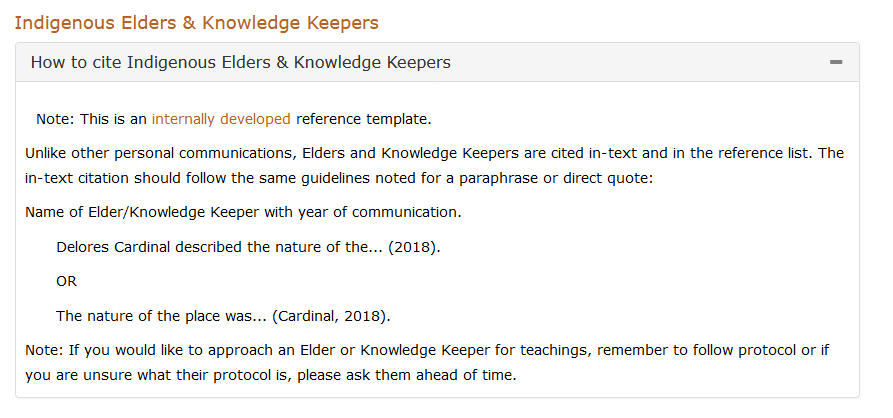 Indigenous Elders & Knowledge Keepers
How to cite Indigenous Elders & Knowledge Keepers
Note: This is an internally developed reference template.
Unlike other personal communications, Elders and Knowledge Keepers are cited in-text and in the reference list. The
in-text citation should follow the same guidelines noted for a paraphrase or direct quote:
Name of Elder/Knowledge Keeper with year of communication.
Delores Cardinal described the nature of the... (2018).
OR
The nature of the place was... (Cardinal, 2018).
Note: If you would like to approach an Elder or Knowledge Keeper for teachings, remember to follow protocol or if
you are unsure what their protocol is, please ask them ahead of time.